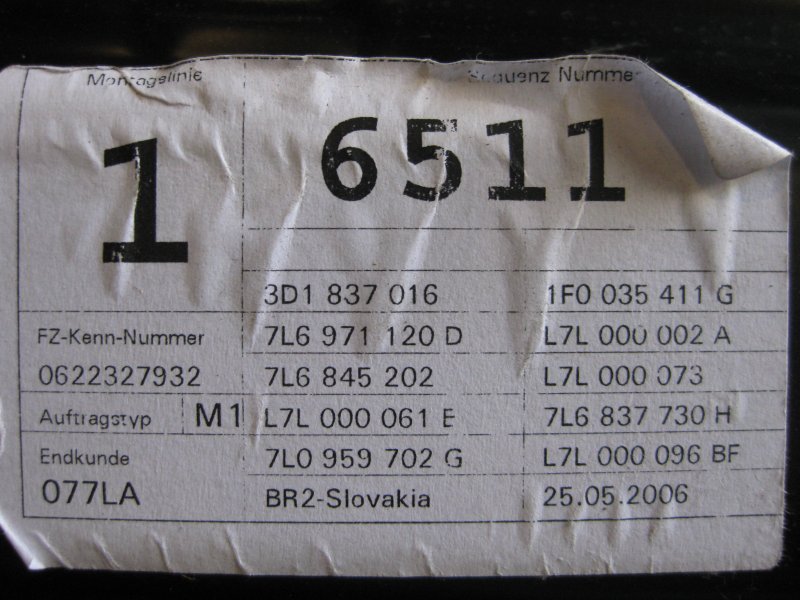 Montagelinie Sequenz Nummer
1 6511
3D1 837 016 1F0 035 411 G
FZ-Kenn-Nummer 7L6 971 120 D L7L 000 002 A
0622327932 7L6 845 202 L7L 000 073
Auftragstyp M1 L7L 000 061 E 7L6 837 730 H
Endkunde 7L0 959 702 G L7L 000 096 BF
077LA BR2-Slovakia 25.05.2006